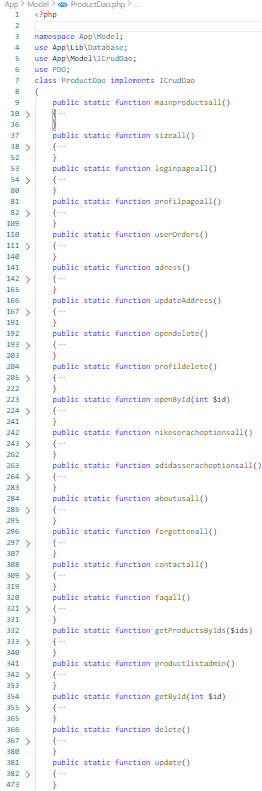 App > Model > ProductDao.php > ...
1 <?php
2
3 namespace App\Model;
4 use App\Lib\Database;
5 use App\Model\ICrudDao;
6 use PDO;
7 class ProductDao implements ICrudDao
8 {
9 public static function mainproductsall()
10 > { ...
36 }
37 public static function sizeall()
38 > { ...
52 }
53 public static function loginpageall()
54 > { ...
80 }
81 public static function profilpageall()
82 > { ...
109 }
110 public static function userOrders()
111 > { ...
140 }
141 public static function adress()
142 > { ...
165 }
166 public static function updateAddress()
167 > { ...
191 }
192 public static function opendelete()
193 > { ...
203 }
204 public static function profildelete()
205 > { ...
222 }
223 public static function openById(int $id)
224 > { ...
241 }
242 public static function nikeserachoptionsall()
243 > { ...
262 }
263 public static function adidasserachoptionsall()
264 > { ...
283 }
284 public static function aboutusall()
285 > { ...
295 }
296 public static function forgottenall()
297 > { ...
307 }
308 public static function contactall()
309 > { ...
319 }
320 public static function faqall()
321 > { ...
331 }
332 public static function getProductsByIds($ids)
333 > { ...
340 }
341 public static function productlistadmin()
342 > { ...
353 }
354 public static function getById(int $id)
355 > { ...
365 }
366 public static function delete()
367 > { ...
380 }
381 public static function update()
382 > { ...
473 }